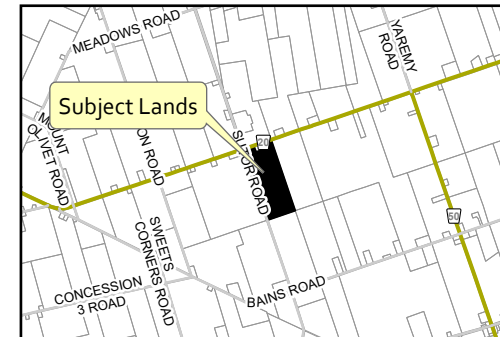 MEADOWS ROAD
YAREMY
ROAD
Subject Lands
MOUNT
OLIVET ROAD
ROAD
20
SUTOR ROAD
50
SWEETS
CORNERS ROAD
CONCESSION
3 ROAD
BAINS ROAD